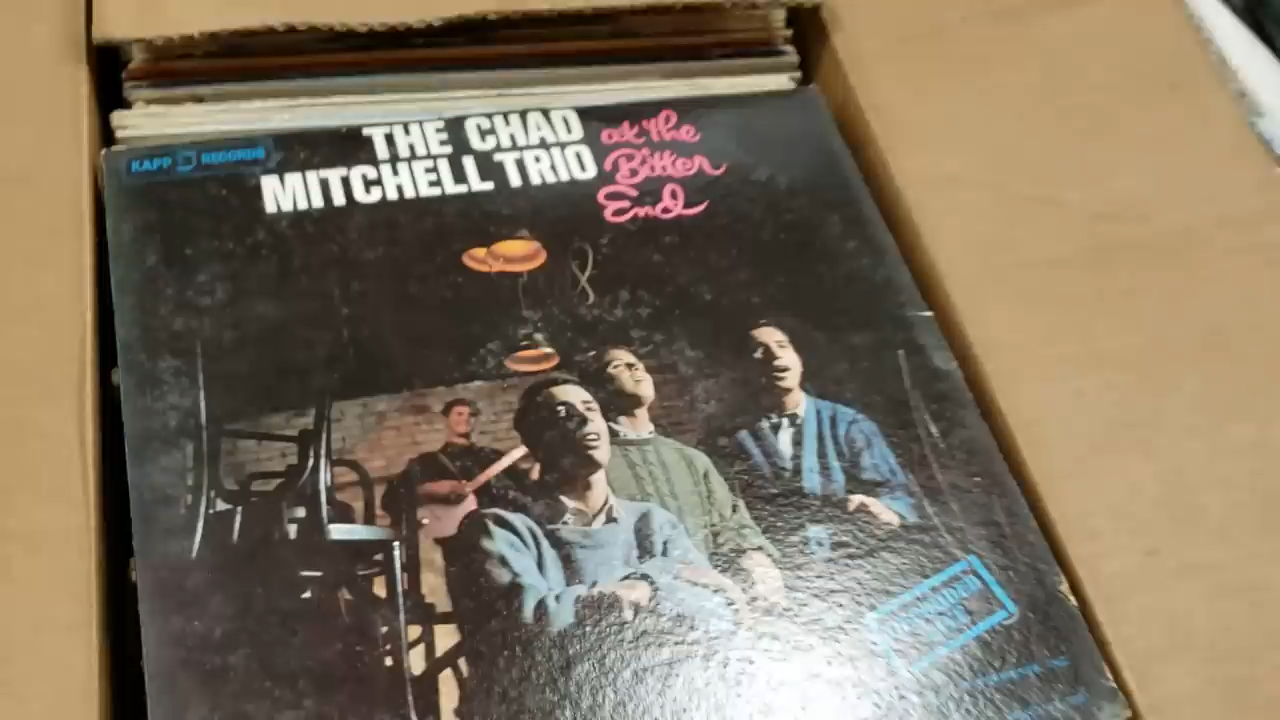 KAPP RECORDS
THE CHAD
MITCHELL TRIO
at the
Bitter
End